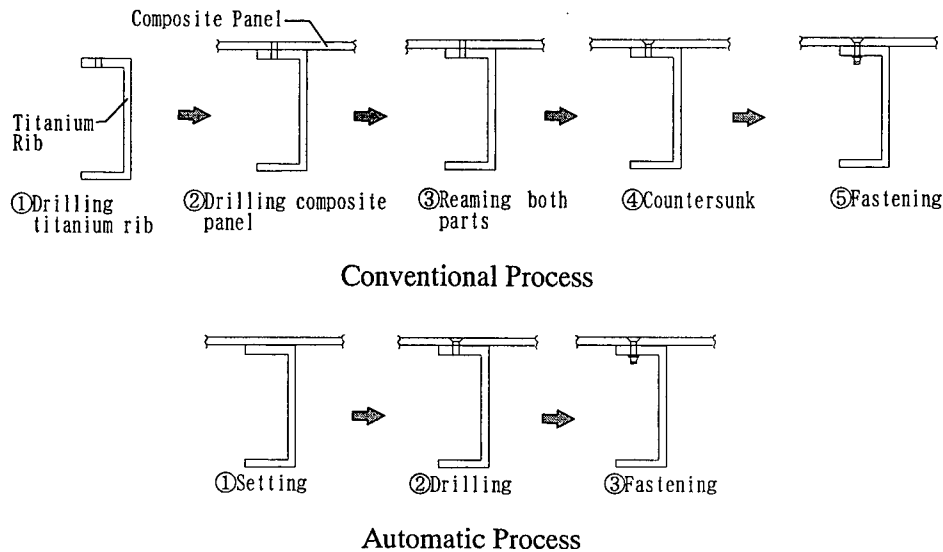 Composite Panel
Titanium
Rib
①Drilling
titanium rib
②Drilling composite
panel
③Reaming both
parts
④Countersunk
⑤Fastening
Conventional Process
①Setting
②Drilling
③Fastening
Automatic Process